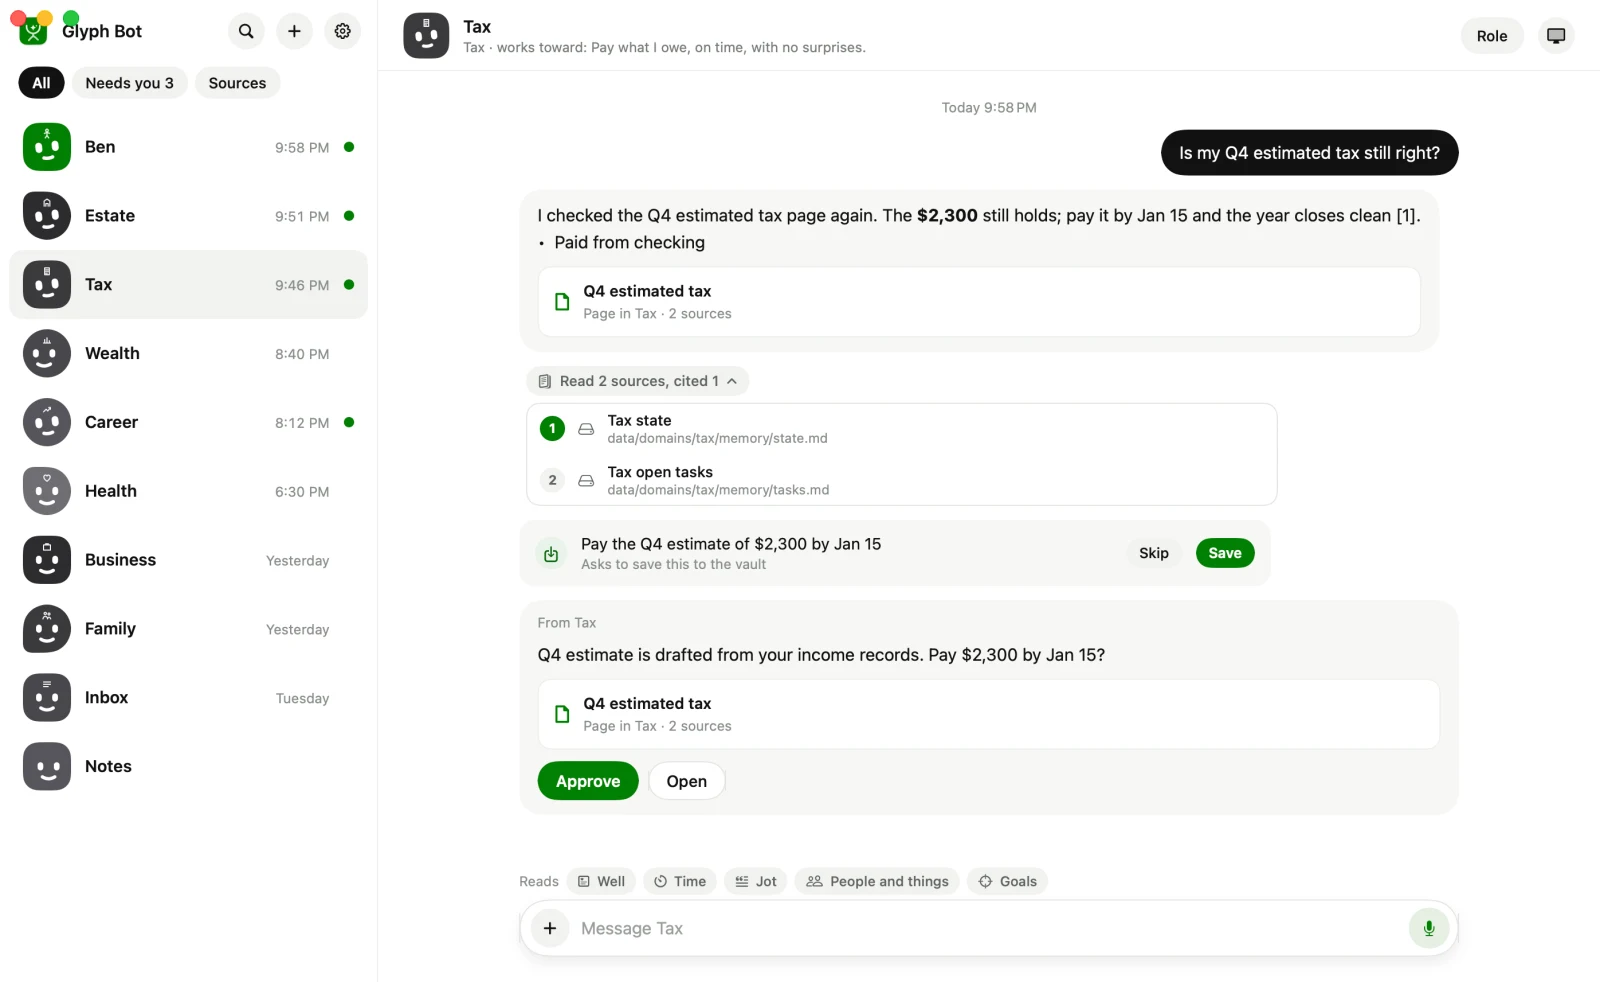 Glyph Bot
All
Needs you 3
Sources
Ben
9:58 PM
Estate
9:51 PM
Tax
9:46 PM
Wealth
8:40 PM
Career
8:12 PM
Health
6:30 PM
Business
Yesterday
Family
Yesterday
Inbox
Tuesday
Notes
Tax
Tax · works toward: Pay what I owe, on time, with no surprises.
Role
Today 9:58 PM
Is my Q4 estimated tax still right?
I checked the Q4 estimated tax page again. The $2,300 still holds; pay it by Jan 15 and the year closes clean [1].
• Paid from checking
Q4 estimated tax
Page in Tax · 2 sources
Read 2 sources, cited 1
1
Tax state
data/domains/tax/memory/state.md
2
Tax open tasks
data/domains/tax/memory/tasks.md
Pay the Q4 estimate of $2,300 by Jan 15
Asks to save this to the vault
Skip
Save
From Tax
Q4 estimate is drafted from your income records. Pay $2,300 by Jan 15?
Q4 estimated tax
Page in Tax · 2 sources
Approve
Open
Reads
Well
Time
Jot
People and things
Goals
Message Tax